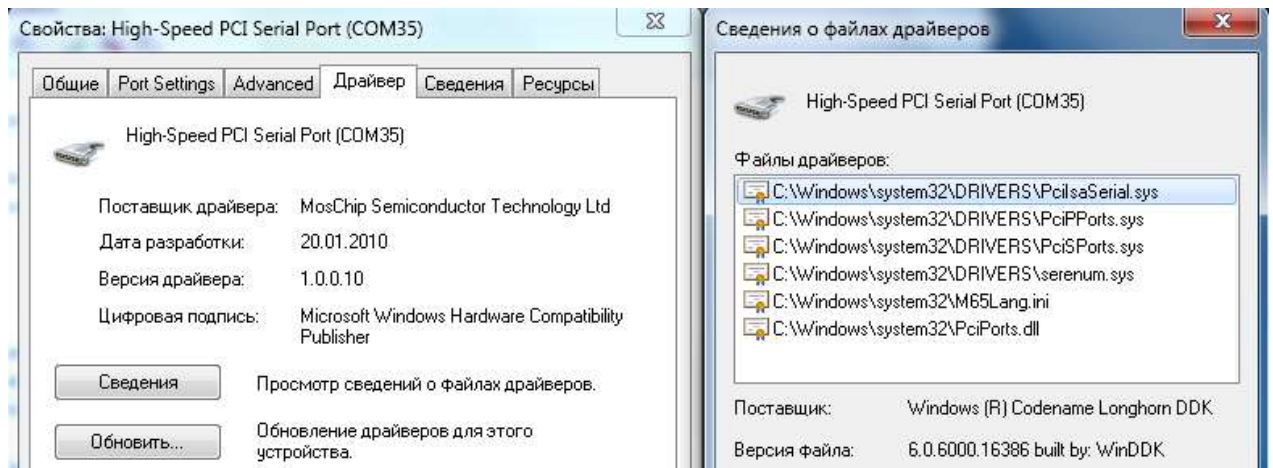 Свойства: High-Speed PCI Serial Port (COM35)
Общие Port Settings Advanced Драйвер Сведения Ресурсы
High-Speed PCI Serial Port (COM35)
Поставщик драйвера: MosChip Semiconductor Technology Ltd
Дата разработки: 20.01.2010
Версия драйвера: 1.0.0.10
Цифровая подпись: Microsoft Windows Hardware Compatibility
Publisher
Сведения Просмотр сведений о файлах драйверов.
Обновить... Обновление драйверов для этого
устройства.
Сведения о файлах драйверов
High-Speed PCI Serial Port (COM35)
Файлы драйверов:
C:\Windows\system32\DRIVERS\PciIsaSerial.sys
C:\Windows\system32\DRIVERS\PciPPorts.sys
C:\Windows\system32\DRIVERS\PciSPorts.sys
C:\Windows\system32\DRIVERS\serenum.sys
C:\Windows\system32\M65Lang.ini
C:\Windows\system32\PciPorts.dll
Поставщик: Windows (R) Codename Longhorn DDK
Версия файла: 6.0.6000.16386 built by: WinDDK